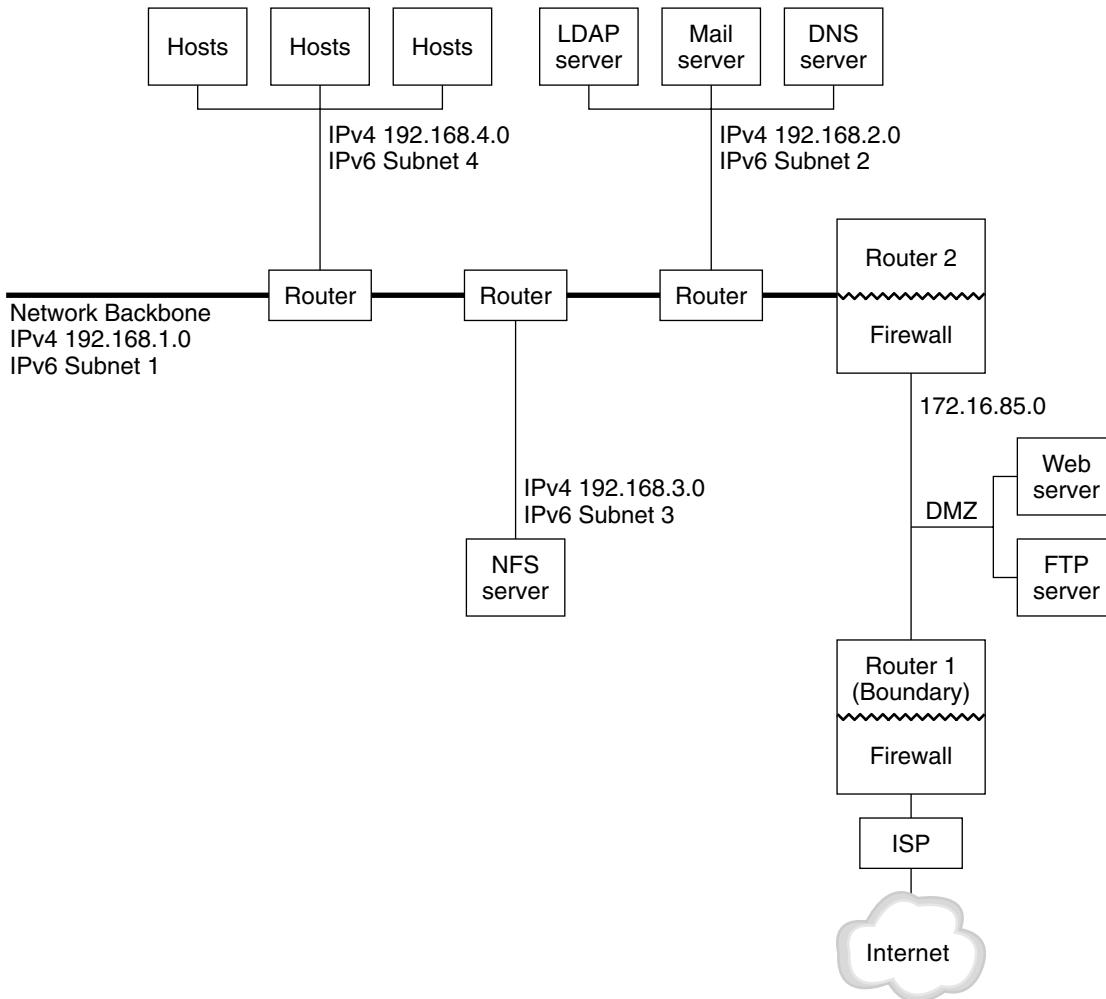 Hosts
Hosts
Hosts
LDAP
server
Mail
server
DNS
server
IPv4 192.168.4.0
IPv6 Subnet 4
IPv4 192.168.2.0
IPv6 Subnet 2
Router
Router
Router
Router 2
Firewall
Network Backbone
IPv4 192.168.1.0
IPv6 Subnet 1
172.16.85.0
Web
server
DMZ
FTP
server
IPv4 192.168.3.0
IPv6 Subnet 3
NFS
server
Router 1
(Boundary)
Firewall
ISP
Internet